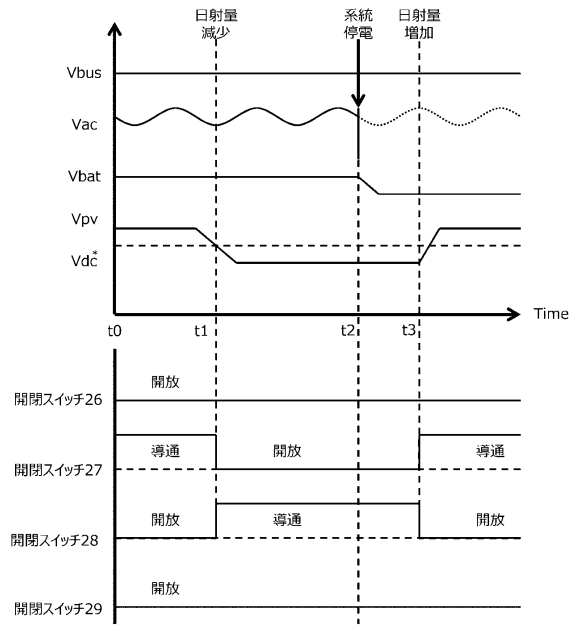 日射量
減少
系統
停電
日射量
増加
Vbus
Vac
Vbat
Vpv
Vdc*
Time
t0
t1
t2
t3
開放
開閉スイッチ26
導通
開放
導通
開閉スイッチ27
開放
導通
開放
開閉スイッチ28
開放
開閉スイッチ29